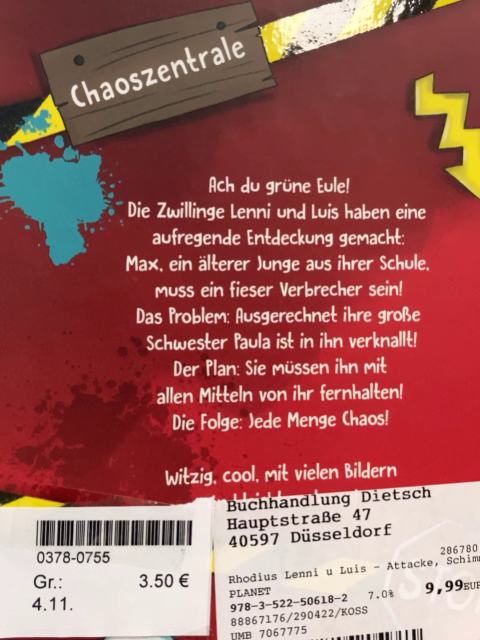 Chaoszentrale
Ach du grüne Eule!
Die Zwillinge Lenni und Luis haben eine
aufregende Entdeckung gemacht:
Max, ein älterer Junge aus ihrer Schule,
muss ein fieser Verbrecher sein!
Das Problem: Ausgerechnet ihre große
Schwester Paula ist in ihn verknallt!
Der Plan: Sie müssen ihn mit
allen Mitteln von ihr fernhalten!
Die Folge: Jede Menge Chaos!
Witzig, cool, mit vielen Bildern
0378-0755
Gr.: 3.50 €
4.11.
Buchhandlung Dietsch
Hauptstraße 47
40597 Düsseldorf
286780
Rhodius Lenni u Luis - Attacke, Schim
PLANET
978-3-522-50618-2 7.0% 9,99EUR
88867176/290422/KOSS
UMB 7067775